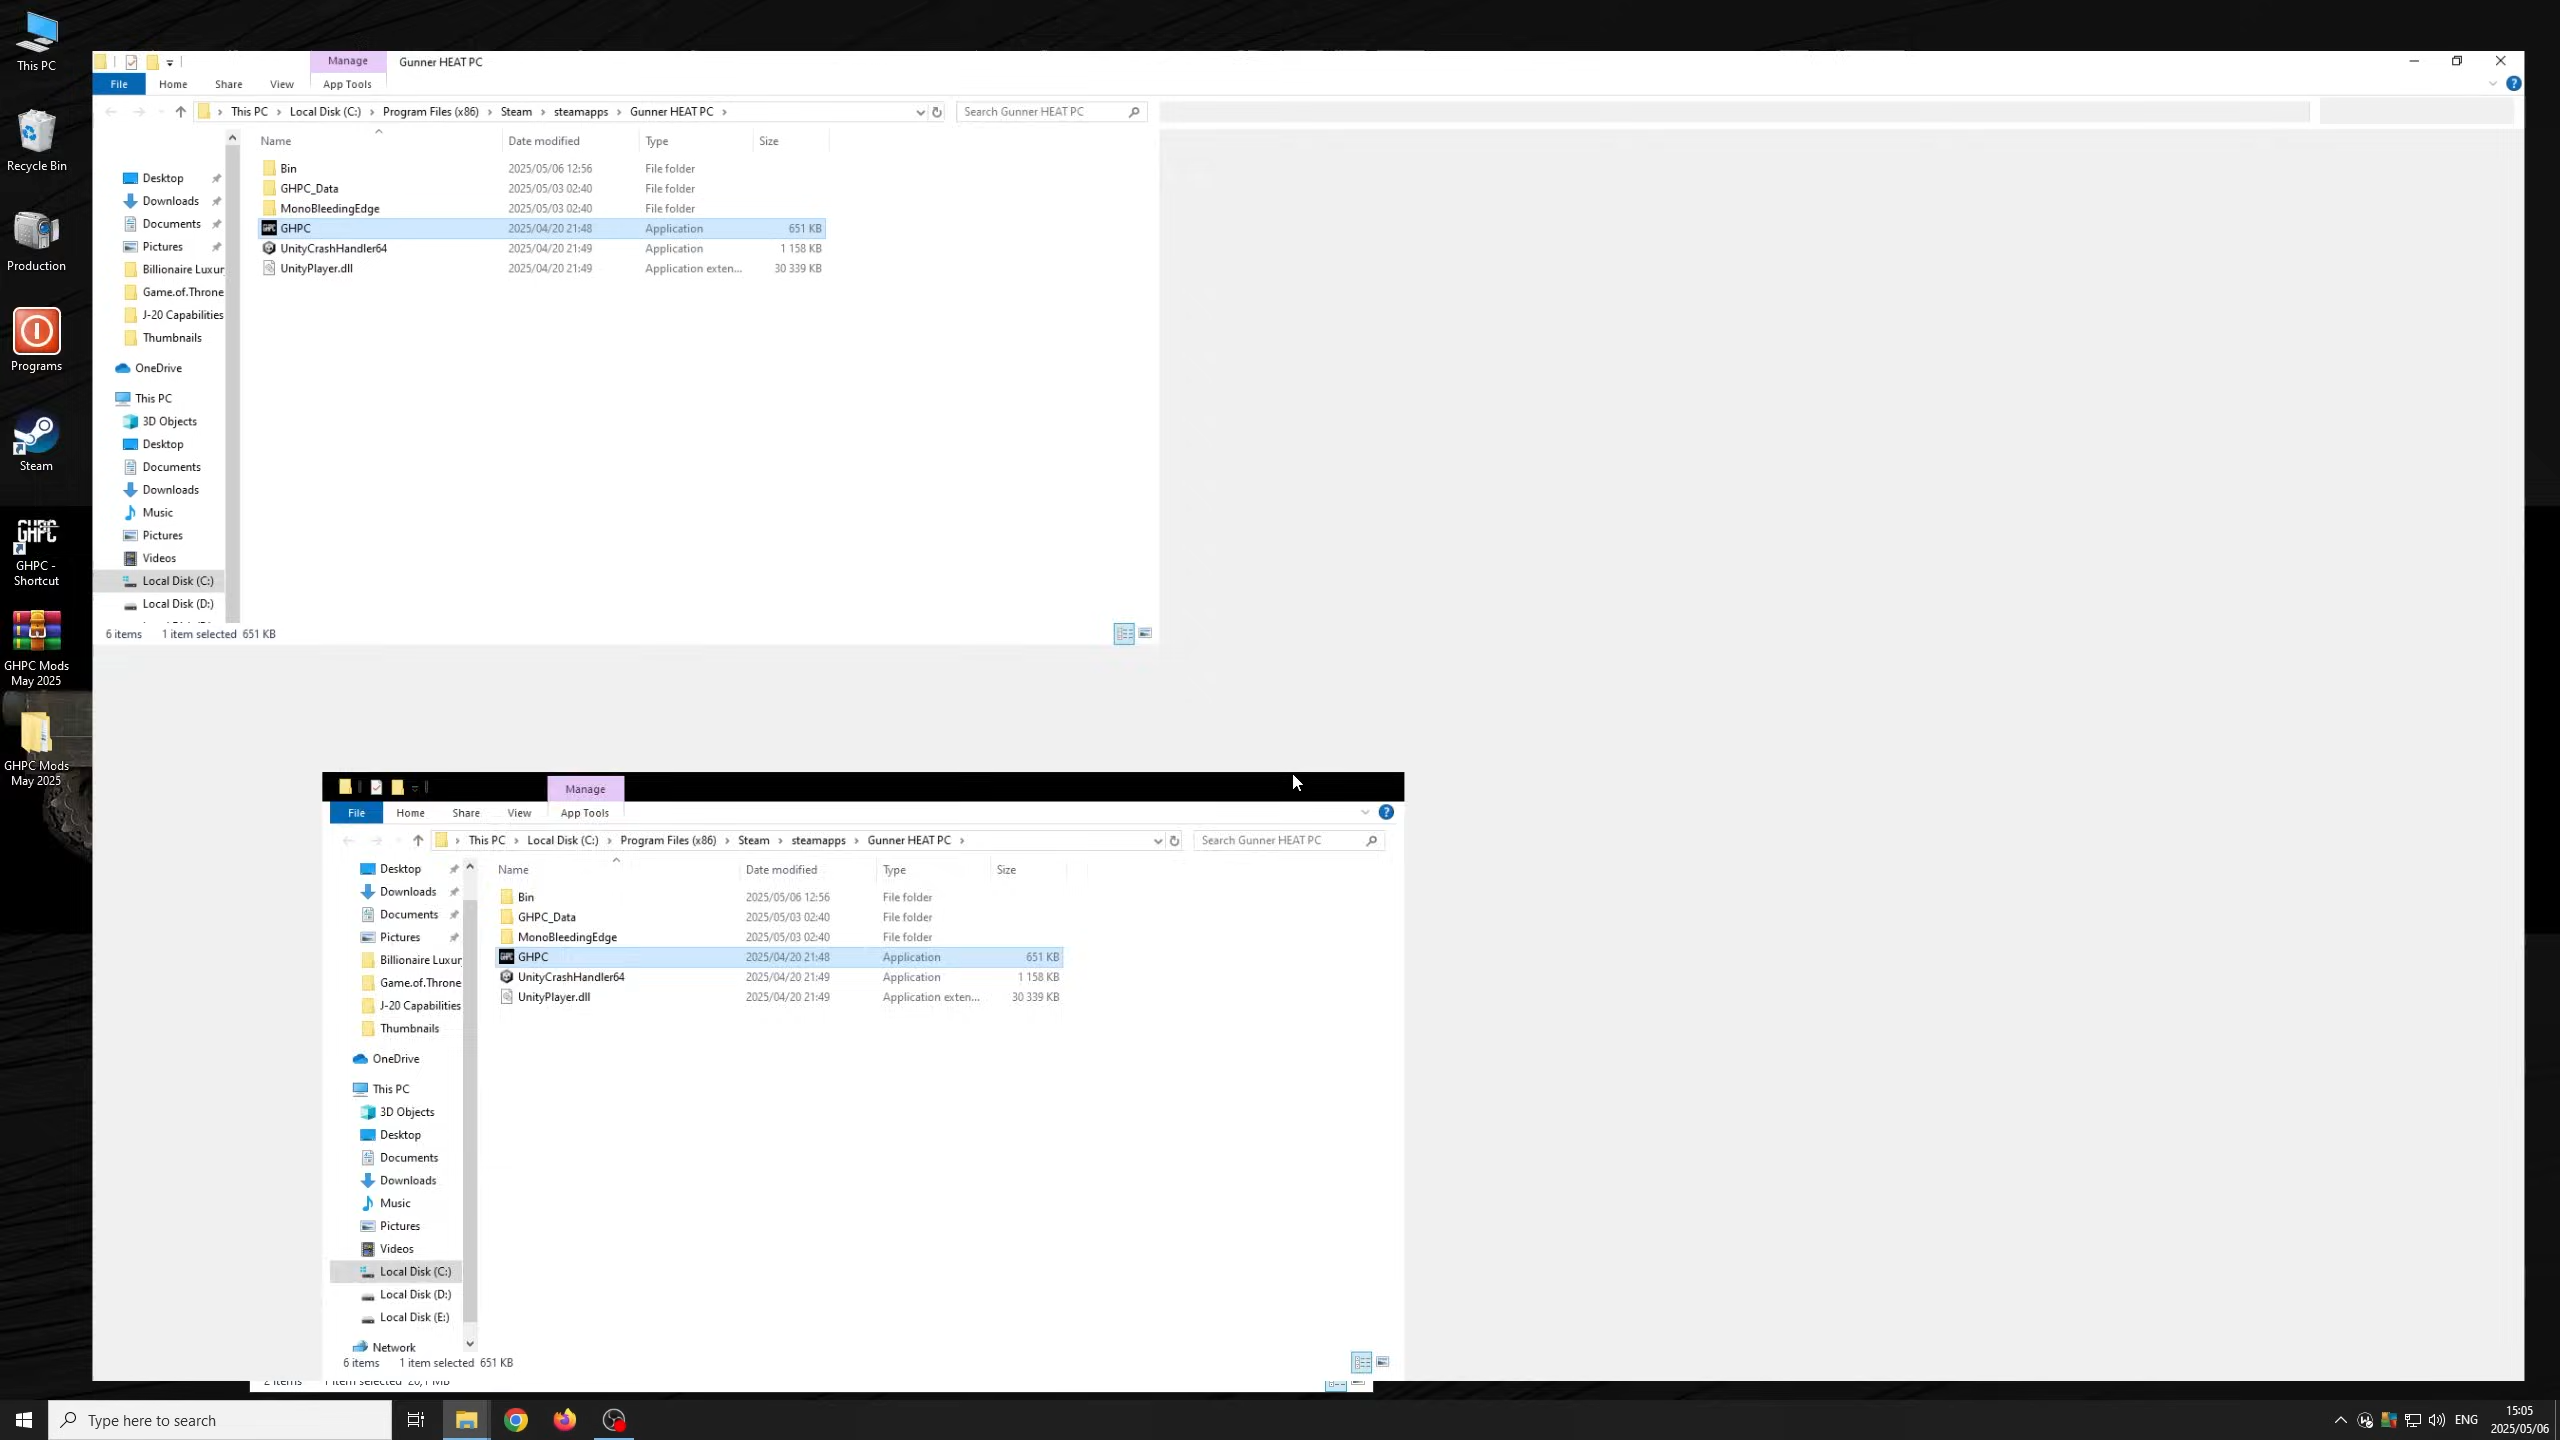 This PC
Recycle Bin
Production
Programs
Steam
GHPC - Shortcut
GHPC Mods May 2025
GHPC Mods May 2025
Manage
Gunner HEAT PC
File
Home
Share
View
App Tools
This PC
Local Disk (C:)
Program Files (x86)
Steam
steamapps
Gunner HEAT PC
Search Gunner HEAT PC
Name
Date modified
Type
Size
Desktop
Downloads
Documents
Pictures
Billionaire Luxur
Game.of.Throne
J-20 Capabilities
Thumbnails
OneDrive
This PC
3D Objects
Desktop
Documents
Downloads
Music
Pictures
Videos
Local Disk (C:)
Local Disk (D:)
Bin 2025/05/06 12:56 File folder
GHPC_Data 2025/05/03 02:40 File folder
MonoBleedingEdge 2025/05/03 02:40 File folder
GHPC 2025/04/20 21:48 Application 651 KB
UnityCrashHandler64 2025/04/20 21:49 Application 1 158 KB
UnityPlayer.dll 2025/04/20 21:49 Application exten... 30 339 KB
6 items 1 item selected 651 KB
Manage
File
Home
Share
View
App Tools
This PC
Local Disk (C:)
Program Files (x86)
Steam
steamapps
Gunner HEAT PC
Search Gunner HEAT PC
Name
Date modified
Type
Size
Desktop
Downloads
Documents
Pictures
Billionaire Luxur
Game.of.Throne
J-20 Capabilities
Thumbnails
OneDrive
This PC
3D Objects
Desktop
Documents
Downloads
Music
Pictures
Videos
Local Disk (C:)
Local Disk (D:)
Local Disk (E:)
Network
Bin 2025/05/06 12:56 File folder
GHPC_Data 2025/05/03 02:40 File folder
MonoBleedingEdge 2025/05/03 02:40 File folder
GHPC 2025/04/20 21:48 Application 651 KB
UnityCrashHandler64 2025/04/20 21:49 Application 1 158 KB
UnityPlayer.dll 2025/04/20 21:49 Application exten... 30 339 KB
6 items 1 item selected 651 KB
Type here to search
ENG
15:05
2025/05/06